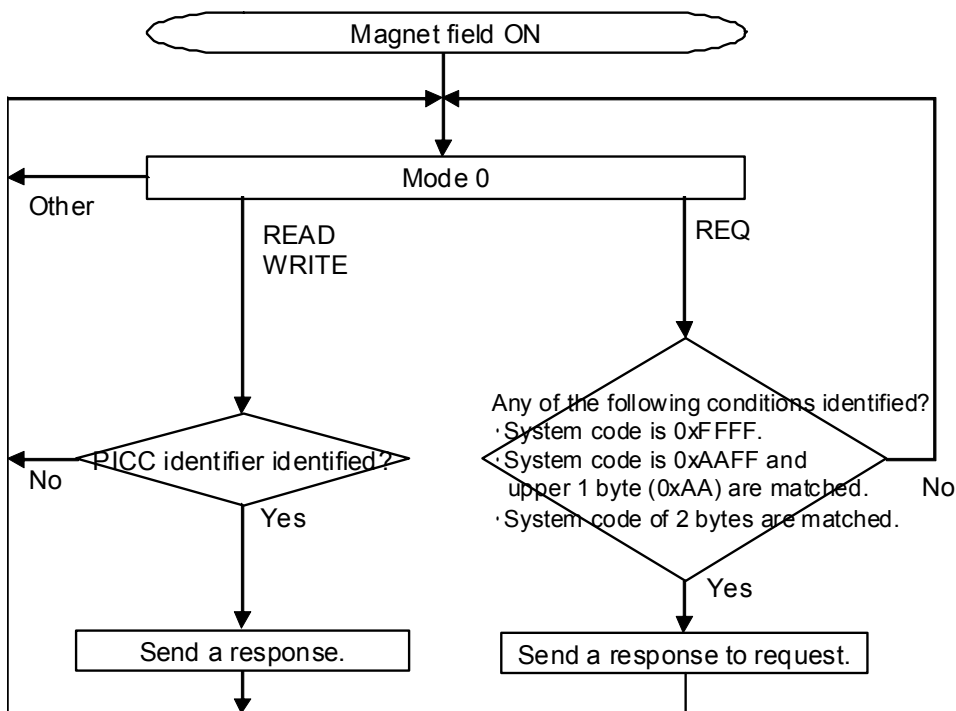 Magnet field ON
Mode 0
Other
READ
WRITE
REQ
PICC identifier identified?
No
Yes
Any of the following conditions identified?
·System code is 0xFFFF.
·System code is 0xAAFF and
upper 1 byte (0xAA) are matched.
·System code of 2 bytes are matched.
No
Yes
Send a response.
Send a response to request.